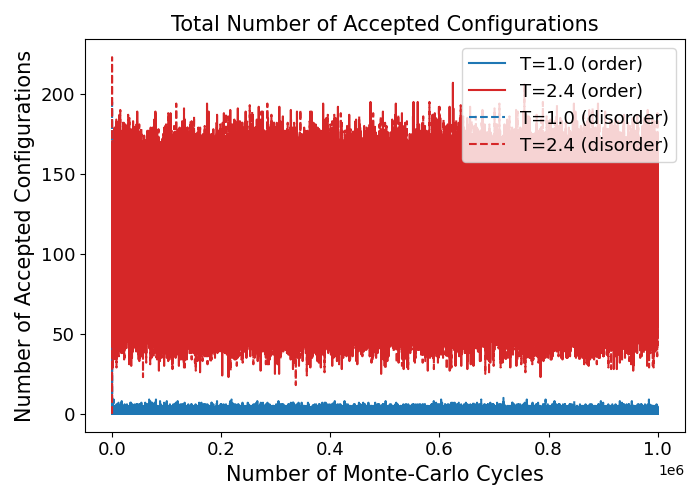 Total Number of Accepted Configurations
Number of Accepted Configurations
200
150
100
50
0
T=1.0 (order)
T=2.4 (order)
T=1.0 (disorder)
T=2.4 (disorder)
0.0 0.2 0.4 0.6 0.8 1.0
1e6
Number of Monte-Carlo Cycles